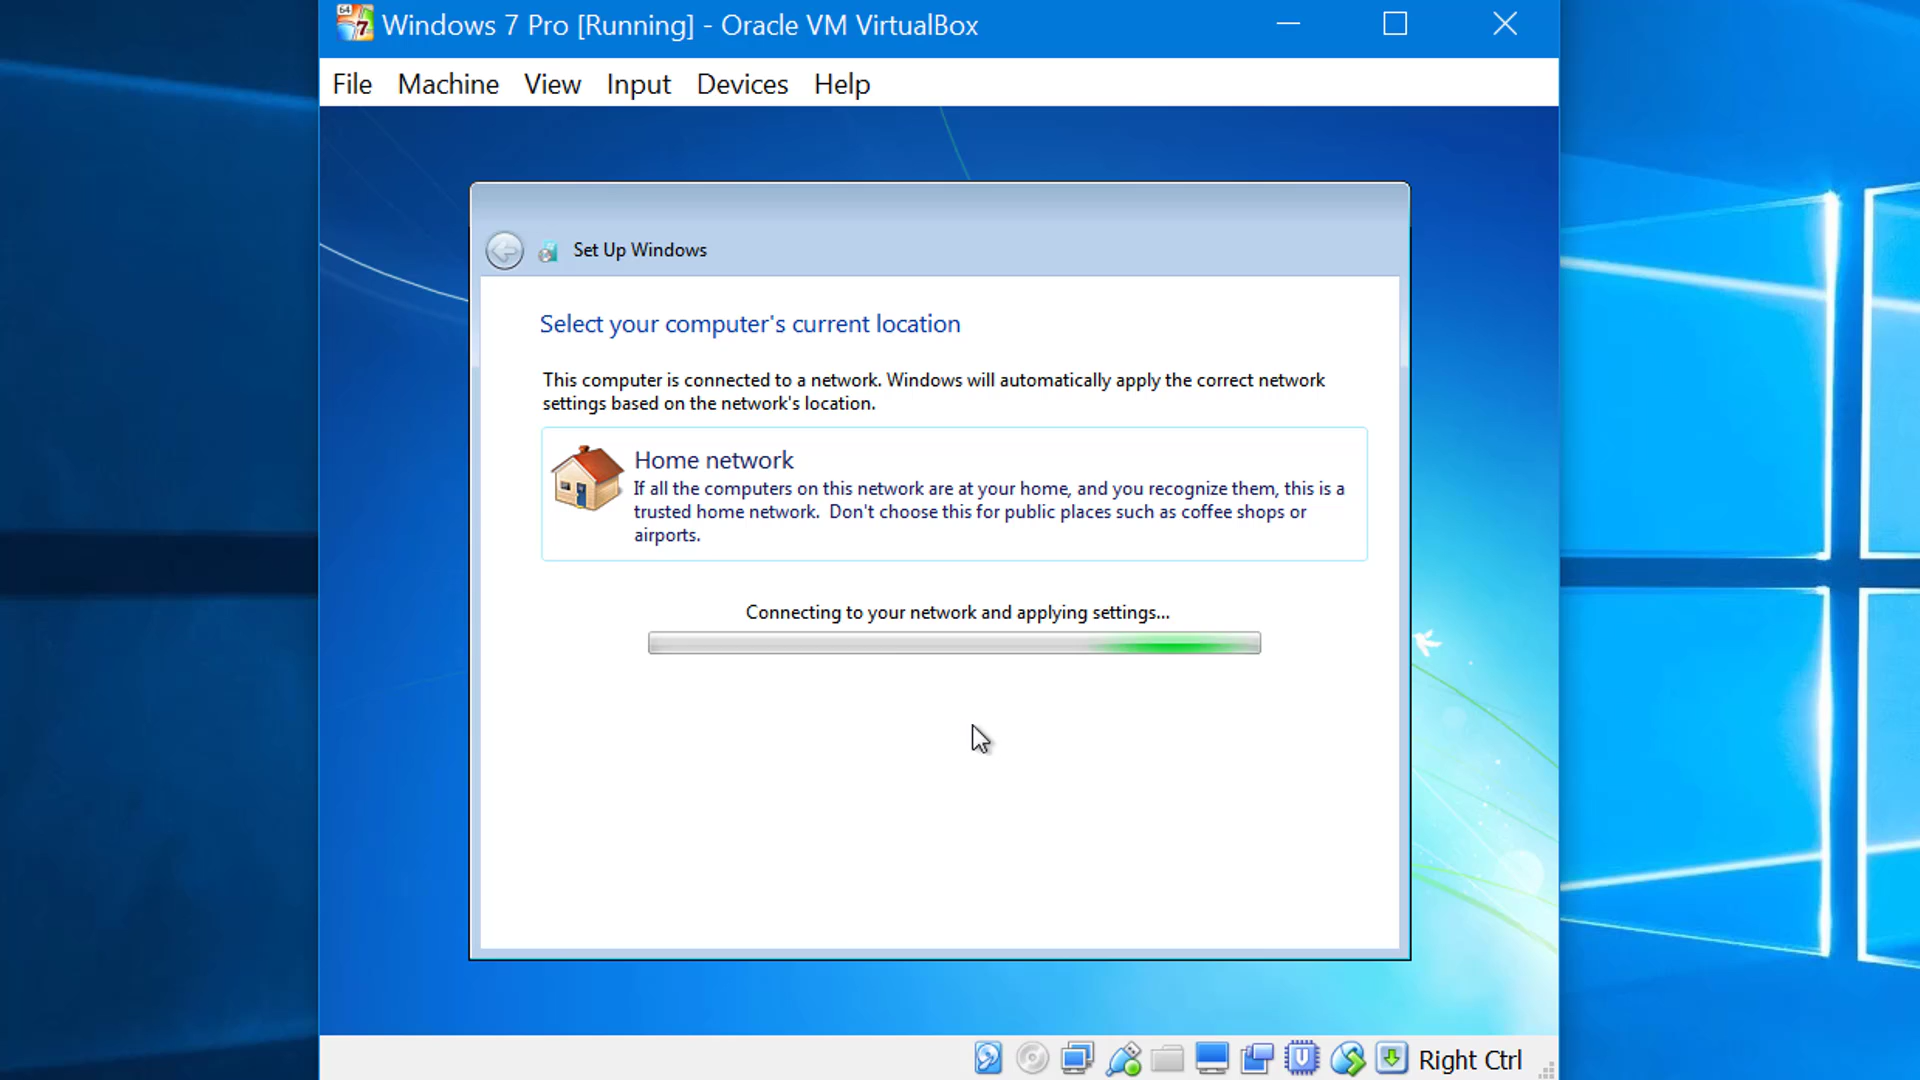 Windows 7 Pro [Running] - Oracle VM VirtualBox
File Machine View Input Devices Help
Set Up Windows
Select your computer's current location
This computer is connected to a network. Windows will automatically apply the correct network
settings based on the network's location.
Home network
If all the computers on this network are at your home, and you recognize them, this is a
trusted home network. Don't choose this for public places such as coffee shops or
airports.
Connecting to your network and applying settings...
Right Ctrl